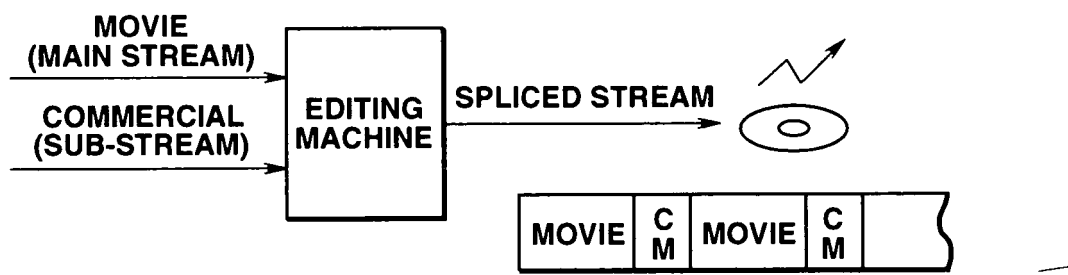 MOVIE
(MAIN STREAM)
COMMERCIAL
(SUB-STREAM)
EDITING
MACHINE
SPLICED STREAM
MOVIE
C
M
MOVIE
C
M